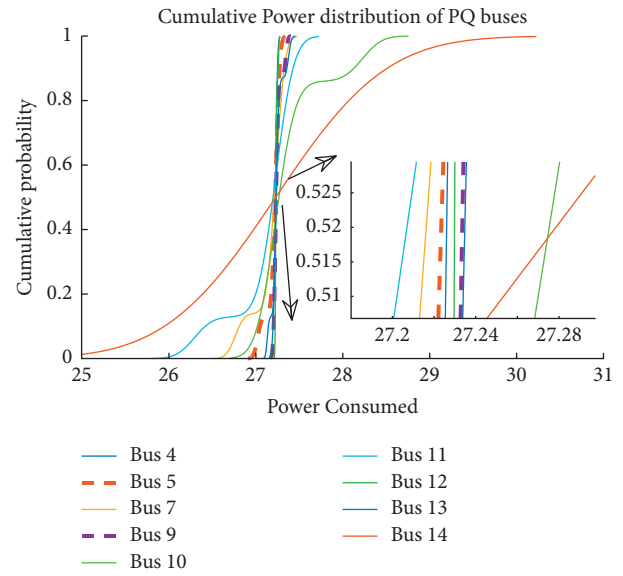 Cumulative Power distribution of PQ buses
1
0.8
0.6
0.4
0.2
0
Cumulative probability
0.525
0.52
0.515
0.51
27.2
27.24
27.28
25
26
27
28
29
30
31
Power Consumed
Bus 4
Bus 5
Bus 7
Bus 9
Bus 10
Bus 11
Bus 12
Bus 13
Bus 14